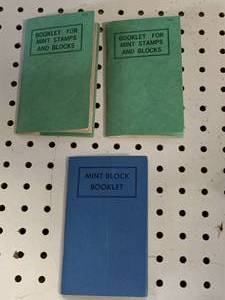 BOOKLET FOR
MINT STAMPS
AND BLOCKS
BOOKLET FOR
MINT STAMPS
AND BLOCKS
MINT BLOCK
BOOKLET